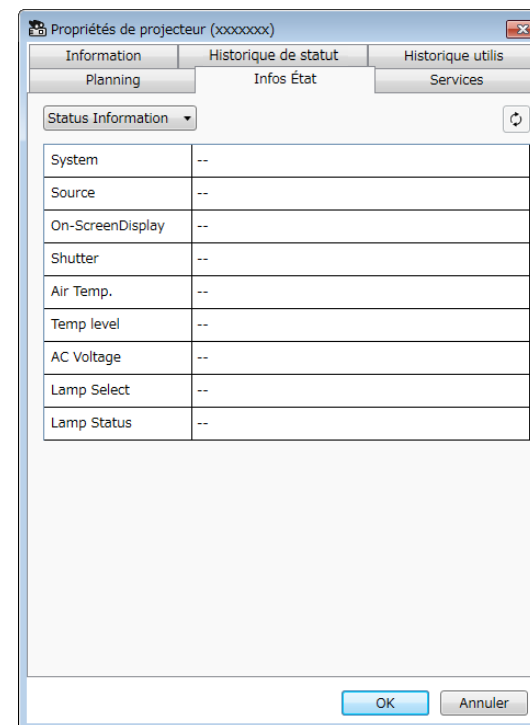 Propriétés de projecteur (xxxxxxx)
Information Historique de statut Historique utilis
Planning Infos État Services
Status Information
System --
Source --
On-ScreenDisplay --
Shutter --
Air Temp. --
Temp level --
AC Voltage --
Lamp Select --
Lamp Status --
OK Annuler